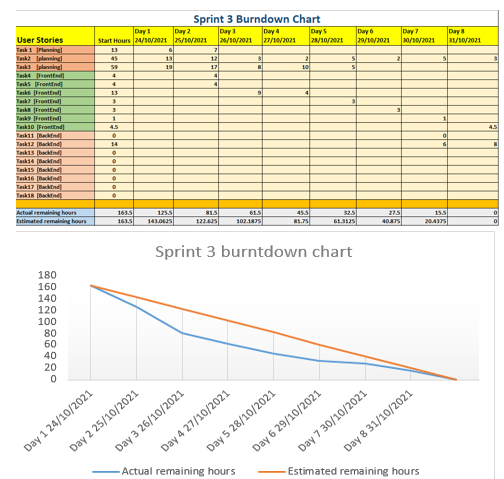 Sprint 3 Burndown Chart
Day 1 Day 2 Day 3 Day 4 Day 5 Day 6 Day 7 Day 8
User Stories Start Hours 24/10/2021 25/10/2021 26/10/2021 27/10/2021 28/10/2021 29/10/2021 30/10/2021 31/10/2021
Task 1 [Planning] 13 6 7
Task2 [planning] 45 13 12 3 2 5 2 5 3
Task3 [planning] 59 19 17 8 10 5
Task4 [FrontEnd] 4 4
Task5 [FrontEnd] 4 4
Task6 [FrontEnd] 13 9 4
Task7 [FrontEnd] 3 3
Task8 [FrontEnd] 3 3
Task9 [FrontEnd] 1 1
Task10 [FrontEnd] 4.5 4.5
Task11 [BackEnd] 0 0
Task12 [BackEnd] 14 6 8
Task13 [BackEnd] 0
Task14 [BackEnd] 0
Task15 [BackEnd] 0
Task16 [BackEnd] 0
Task17 [BackEnd] 0
Task18 [BackEnd] 0
Actual remaining hours 163.5 125.5 81.5 61.5 45.5 32.5 27.5 15.5 0
Estimated remaining hours 163.5 143.0625 122.625 102.1875 81.75 61.3125 40.875 20.4375 0
Sprint 3 burntdown chart
180
160
140
120
100
80
60
40
20
0
Day 1 24/10/2021
Day 2 25/10/2021
Day 3 26/10/2021
Day 4 27/10/2021
Day 5 28/10/2021
Day 6 29/10/2021
Day 7 30/10/2021
Day 8 31/10/2021
Actual remaining hours
Estimated remaining hours